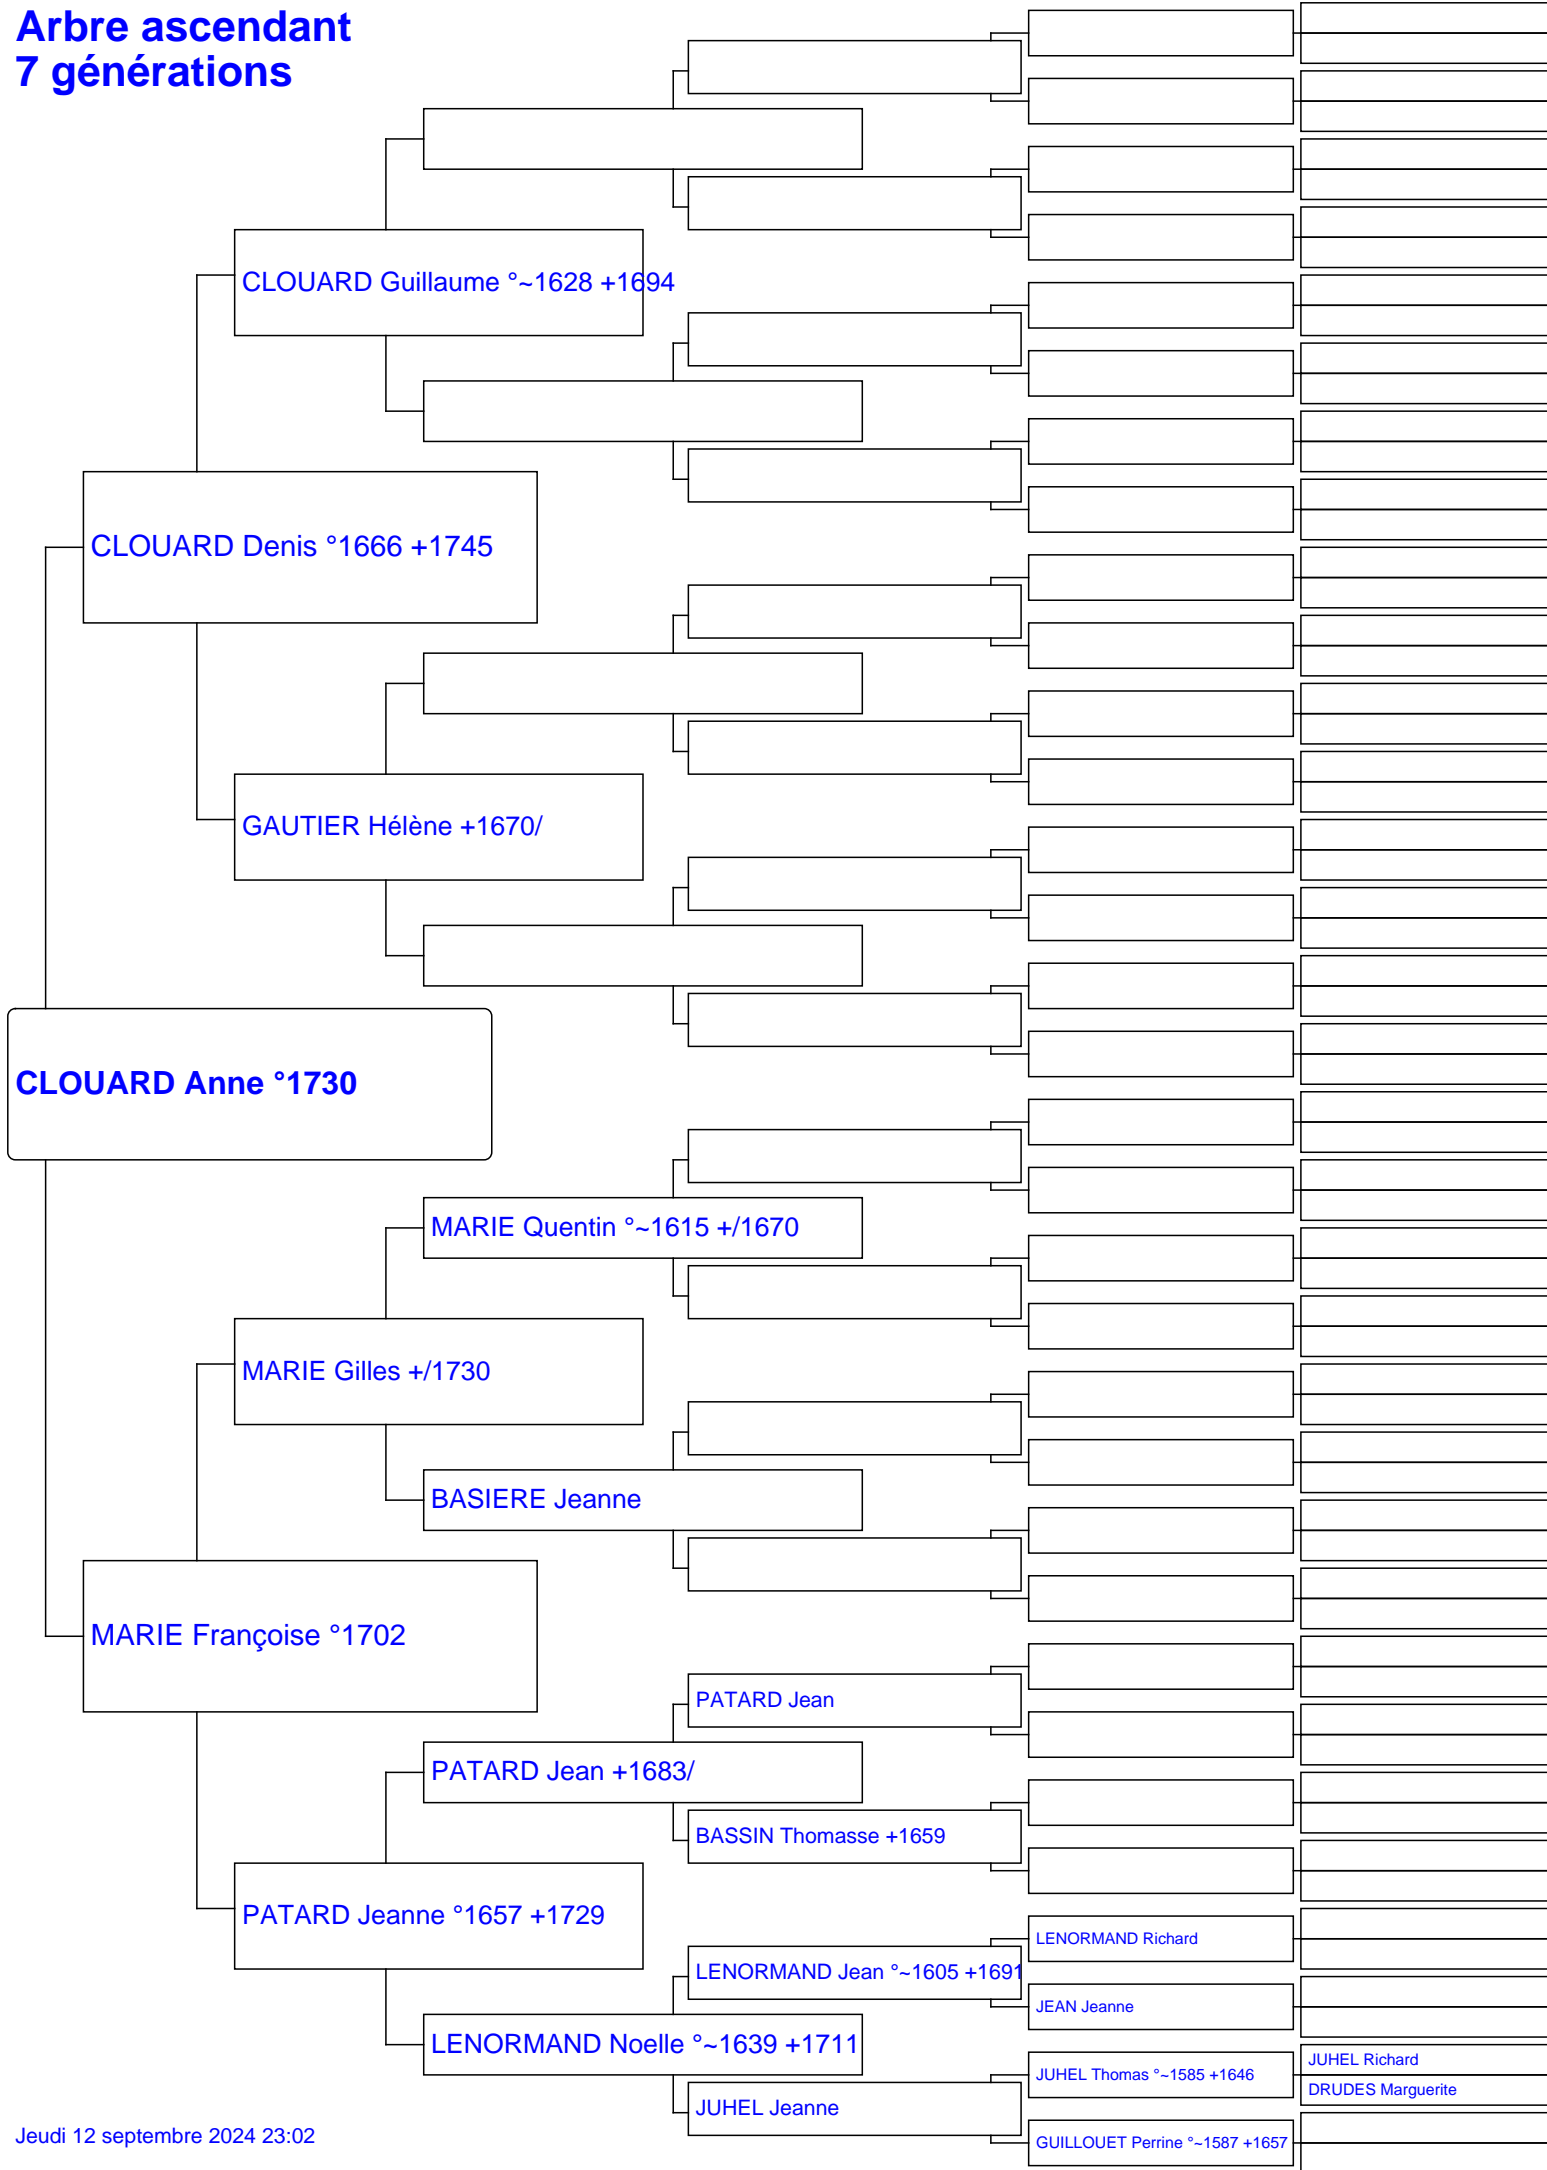 Arbre ascendant
7 générations
CLOUARD Guillaume °~1628 +1694
CLOUARD Denis °1666 +1745
GAUTIER Hélène +1670/
CLOUARD Anne °1730
MARIE Quentin °~1615 +/1670
MARIE Gilles +/1730
BASIERE Jeanne
MARIE Françoise °1702
PATARD Jean
PATARD Jean +1683/
BASSIN Thomasse +1659
PATARD Jeanne °1657 +1729
LENORMAND Richard
LENORMAND Jean °~1605 +1691
JEAN Jeanne
LENORMAND Noelle °~1639 +1711
JUHEL Richard
JUHEL Thomas °~1585 +1646
DRUDES Marguerite
JUHEL Jeanne
GUILLOUET Perrine °~1587 +1657
Jeudi 12 septembre 2024 23:02